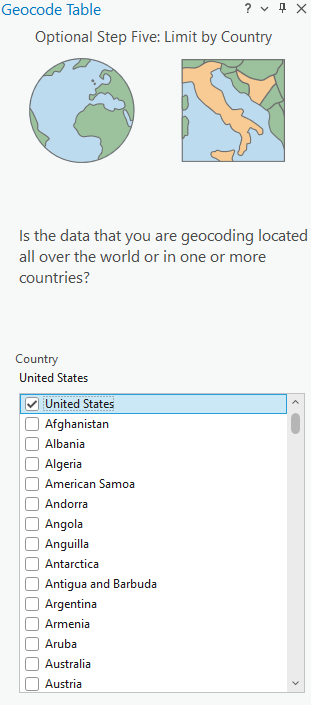 Geocode Table ?
Optional Step Five: Limit by Country
Is the data that you are geocoding located
all over the world or in one or more
countries?
Country
United States
United States
Afghanistan
Albania
Algeria
American Samoa
Andorra
Angola
Anguilla
Antarctica
Antigua and Barbuda
Argentina
Armenia
Aruba
Australia
Austria